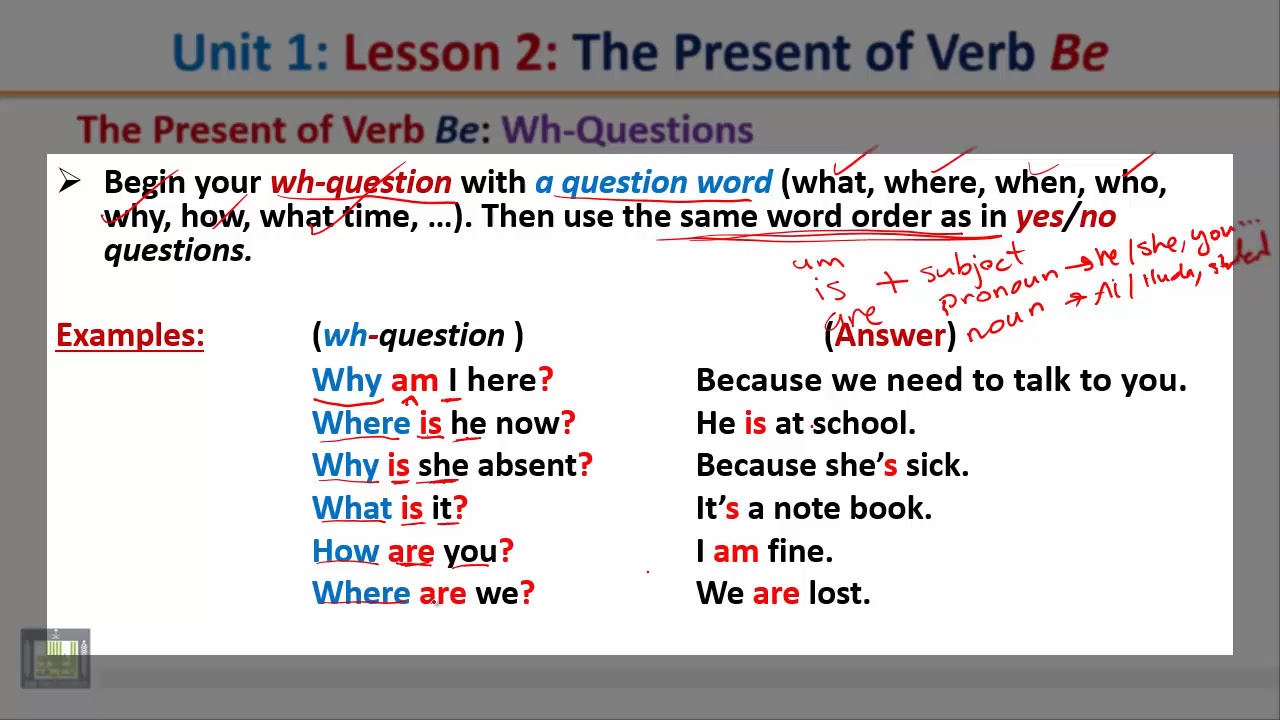 Unit 1: Lesson 2: The Present of Verb Be
The Present of Verb Be: Wh-Questions
➢ Begin your wh-question with a question word (what, where, when, who,
why, how, what time, ...). Then use the same word order as in yes/no
questions.
am
is
are
+ subject
pronoun → he / she, you ...
noun → Ali / Huda,
Examples: (wh-question ) (Answer)
Why am I here? Because we need to talk to you.
Where is he now? He is at school.
Why is she absent? Because she's sick.
What is it? It's a note book.
How are you? I am fine.
Where are we? We are lost.